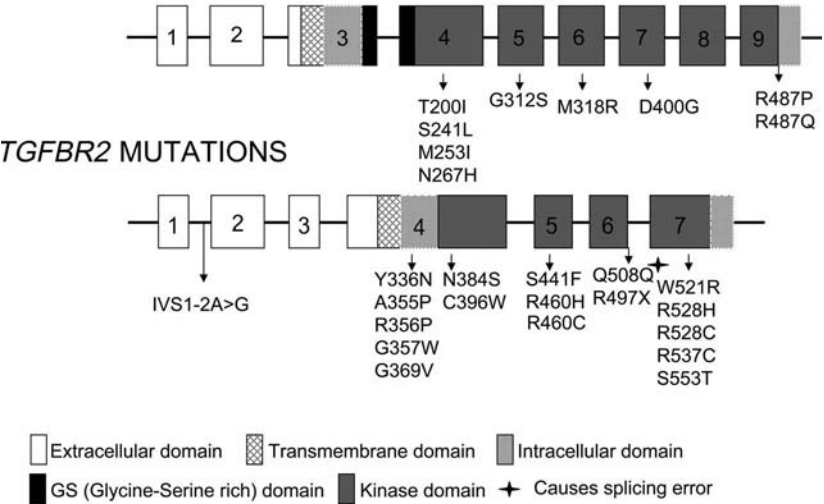 1 2 3 4 5 6 7 8 9
T200I
S241L
M253I
N267H
G312S
M318R
D400G
R487P
R487Q
TGFBR2 MUTATIONS
1 2 3 4 5 6 7
IVS1-2A>G
Y336N
A355P
R356P
G357W
G369V
N384S
C396W
S441F
R460H
R460C
Q508Q
R497X
W521R
R528H
R528C
R537C
S553T
Extracellular domain Transmembrane domain Intracellular domain
GS (Glycine-Serine rich) domain Kinase domain Causes splicing error